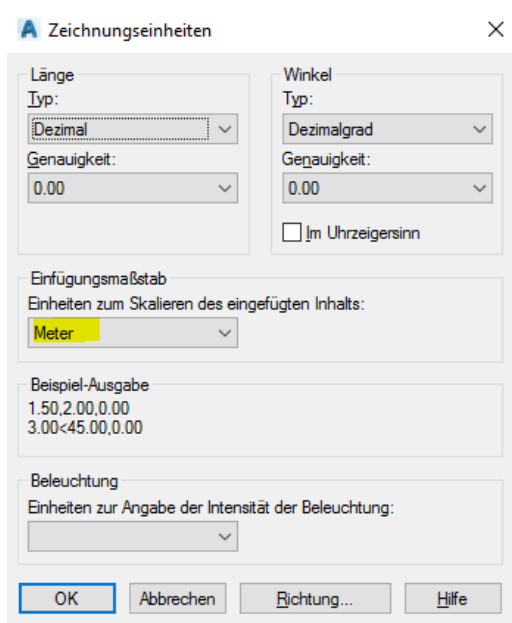 Zeichnungseinheiten
Länge
Typ:
Dezimal
Genauigkeit:
0.00
Winkel
Typ:
Dezimalgrad
Genauigkeit:
0.00
Im Uhrzeigersinn
Einfügungsmaßstab
Einheiten zum Skalieren des eingefügten Inhalts:
Meter
Beispiel-Ausgabe
1.50,2.00,0.00
3.00<45.00,0.00
Beleuchtung
Einheiten zur Angabe der Intensität der Beleuchtung:
OK
Abbrechen
Richtung...
Hilfe